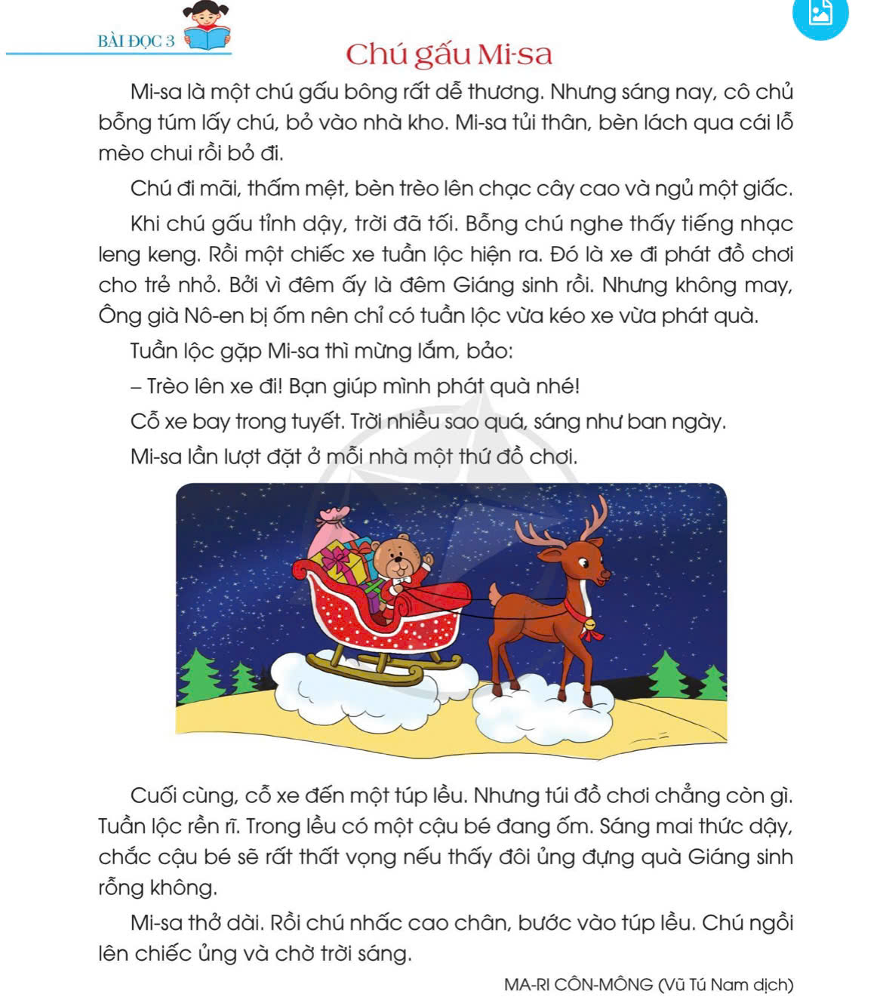 BÀI ĐỌC 3
Chú gấu Mi-sa
Mi-sa là một chú gấu bông rất dễ thương. Nhưng sáng nay, cô chủ
bỗng túm lấy chú, bỏ vào nhà kho. Mi-sa tủi thân, bèn lách qua cái lỗ
mèo chui rồi bỏ đi.
Chú đi mãi, thấm mệt, bèn trèo lên chạc cây cao và ngủ một giấc.
Khi chú gấu tỉnh dậy, trời đã tối. Bỗng chú nghe thấy tiếng nhạc
leng keng. Rồi một chiếc xe tuần lộc hiện ra. Đó là xe đi phát đồ chơi
cho trẻ nhỏ. Bởi vì đêm ấy là đêm Giáng sinh rồi. Nhưng không may,
Ông già Nô-en bị ốm nên chỉ có tuần lộc vừa kéo xe vừa phát quà.
Tuần lộc gặp Mi-sa thì mừng lắm, bảo:
– Trèo lên xe đi! Bạn giúp mình phát quà nhé!
Cỗ xe bay trong tuyết. Trời nhiều sao quá, sáng như ban ngày.
Mi-sa lần lượt đặt ở mỗi nhà một thứ đồ chơi.
Cuối cùng, cỗ xe đến một túp lều. Nhưng túi đồ chơi chẳng còn gì.
Tuần lộc rền rĩ. Trong lều có một cậu bé đang ốm. Sáng mai thức dậy,
chắc cậu bé sẽ rất thất vọng nếu thấy đôi ủng đựng quà Giáng sinh
rỗng không.
Mi-sa thở dài. Rồi chú nhấc cao chân, bước vào túp lều. Chú ngồi
lên chiếc ủng và chờ trời sáng.
MA-RI CÔN-MÔNG (Vũ Tú Nam dịch)